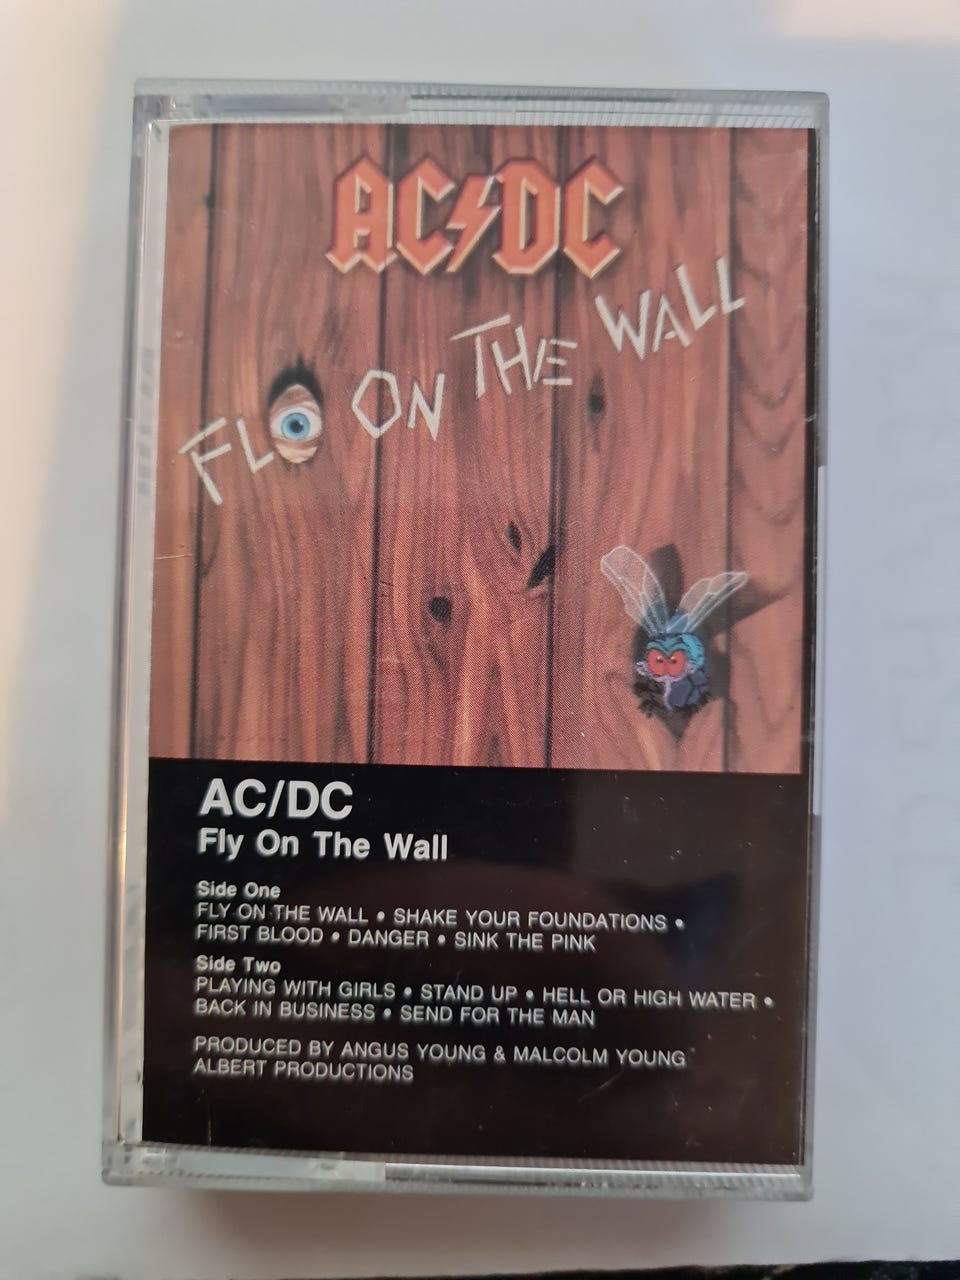 AC/DC
FLY ON THE WALL
AC/DC
Fly On The Wall
Side One
FLY ON THE WALL • SHAKE YOUR FOUNDATIONS •
FIRST BLOOD • DANGER • SINK THE PINK
Side Two
PLAYING WITH GIRLS • STAND UP • HELL OR HIGH WATER •
BACK IN BUSINESS • SEND FOR THE MAN
PRODUCED BY ANGUS YOUNG & MALCOLM YOUNG
ALBERT PRODUCTIONS